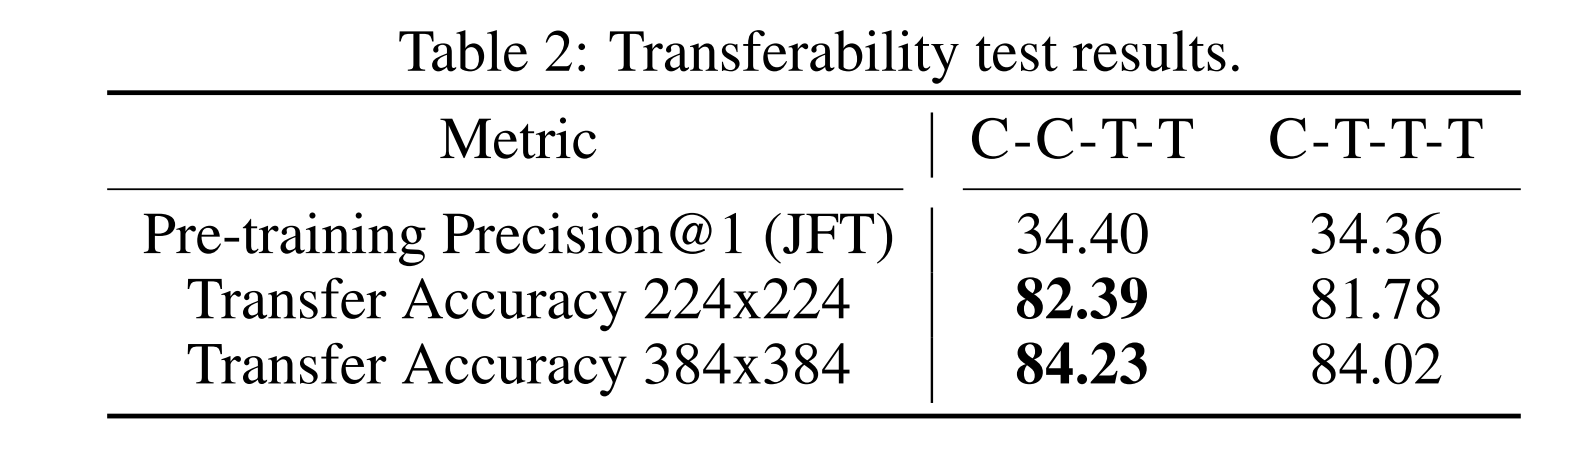 Table 2: Transferability test results.
Metric C-C-T-T C-T-T-T
Pre-training Precision@1 (JFT) 34.40 34.36
Transfer Accuracy 224x224 82.39 81.78
Transfer Accuracy 384x384 84.23 84.02